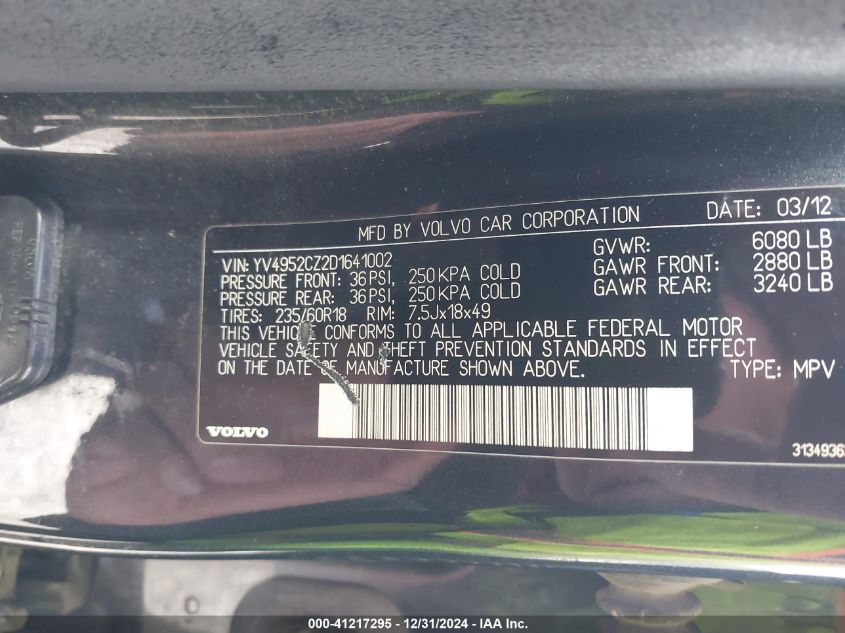 MFD BY VOLVO CAR CORPORATION DATE: 03/12
VIN: YV4952CZ2D1641002 GVWR: 6080 LB
PRESSURE FRONT: 36PSI, 250KPA COLD GAWR FRONT: 2880 LB
PRESSURE REAR: 36PSI, 250KPA COLD GAWR REAR: 3240 LB
TIRES: 235/60R18 RIM: 7.5Jx18x49
THIS VEHICLE CONFORMS TO ALL APPLICABLE FEDERAL MOTOR
VEHICLE SAFETY AND THEFT PREVENTION STANDARDS IN EFFECT
ON THE DATE OF MANUFACTURE SHOWN ABOVE. TYPE: MPV
VOLVO
3134936
000-41217295 - 12/31/2024 - IAA Inc.